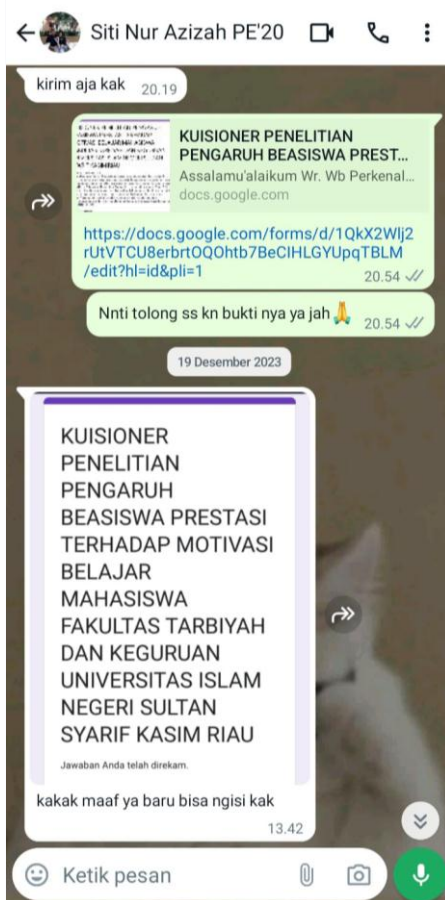 Siti Nur Azizah PE'20
kirim aja kak 20.19
KUISIONER PENELITIAN
PENGARUH BEASISWA PREST...
Assalamu'alaikum Wr. Wb Perkenal...
docs.google.com
https://docs.google.com/forms/d/1QkX2Wlj2
rUtVTCU8erbrtOQOhtb7BeCIHLGYUpqTBLM
/edit?hl=id&pli=1
20.54
Nnti tolong ss kn bukti nya ya jah🙏 20.54
19 Desember 2023
KUISIONER
PENELITIAN
PENGARUH
BEASISWA PRESTASI
TERHADAP MOTIVASI
BELAJAR
MAHASISWA
FAKULTAS TARBIYAH
DAN KEGURUAN
UNIVERSITAS ISLAM
NEGERI SULTAN
SYARIF KASIM RIAU
Jawaban Anda telah direkam.
kakak maaf ya baru bisa ngisi kak
13.42
Ketik pesan